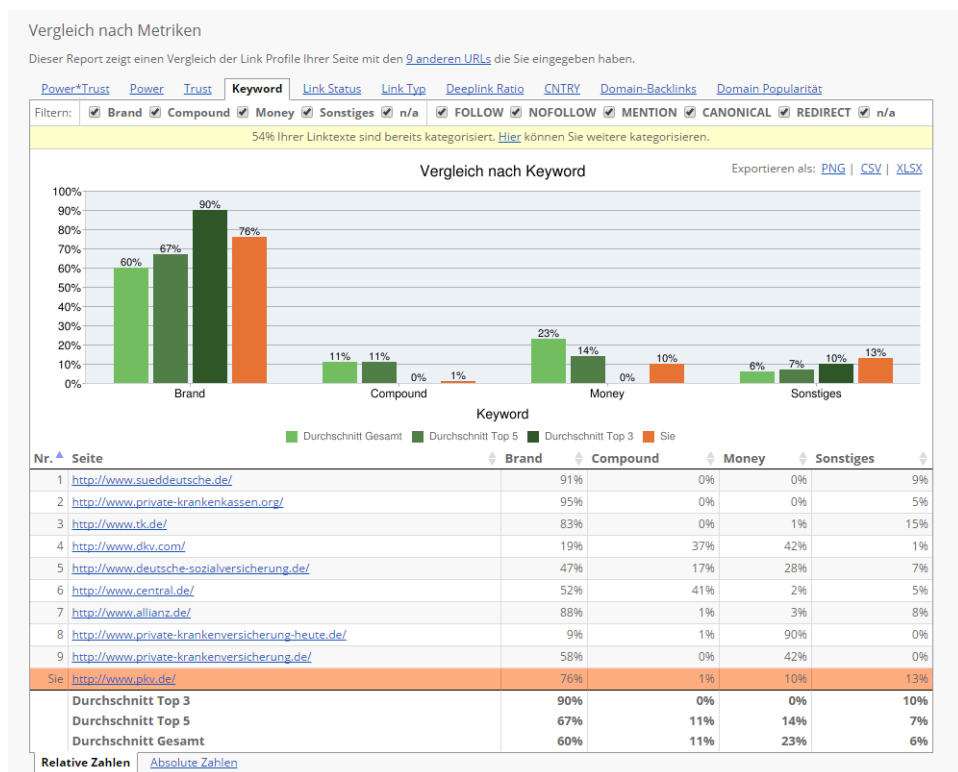 Vergleich nach Metriken
Dieser Report zeigt einen Vergleich der Link Profile Ihrer Seite mit den 9 anderen URLs die Sie eingegeben haben.
Power*Trust Power Trust Keyword Link Status Link Typ Deeplink Ratio CNTRY Domain-Backlinks Domain Popularität
Filtern: Brand Compound Money Sonstiges n/a FOLLOW NOFOLLOW MENTION CANONICAL REDIRECT n/a
54% Ihrer Linktexte sind bereits kategorisiert. Hier können Sie weitere kategorisieren.
Vergleich nach Keyword
Exportieren als: PNG | CSV | XLSX
100%
90%
80%
70%
60%
50%
40%
30%
20%
10%
0%
60% 67% 90% 76%
11% 11% 0% 1%
23% 14% 0% 10%
6% 7% 10% 13%
Brand Compound Money Sonstiges
Keyword
Durchschnitt Gesamt Durchschnitt Top 5 Durchschnitt Top 3 Sie
Nr. Seite Brand Compound Money Sonstiges
1 http://www.sueddeutsche.de/ 91% 0% 0% 9%
2 http://www.private-krankenkassen.org/ 95% 0% 0% 5%
3 http://www.tk.de/ 83% 0% 1% 15%
4 http://www.dkv.com/ 19% 37% 42% 1%
5 http://www.deutsche-sozialversicherung.de/ 47% 17% 28% 7%
6 http://www.central.de/ 52% 41% 2% 5%
7 http://www.allianz.de/ 88% 1% 3% 8%
8 http://www.private-krankenversicherung-heute.de/ 9% 1% 90% 0%
9 http://www.private-krankenversicherung.de/ 58% 0% 42% 0%
Sie http://www.pkv.de/ 76% 1% 10% 13%
Durchschnitt Top 3 90% 0% 0% 10%
Durchschnitt Top 5 67% 11% 14% 7%
Durchschnitt Gesamt 60% 11% 23% 6%
Relative Zahlen Absolute Zahlen